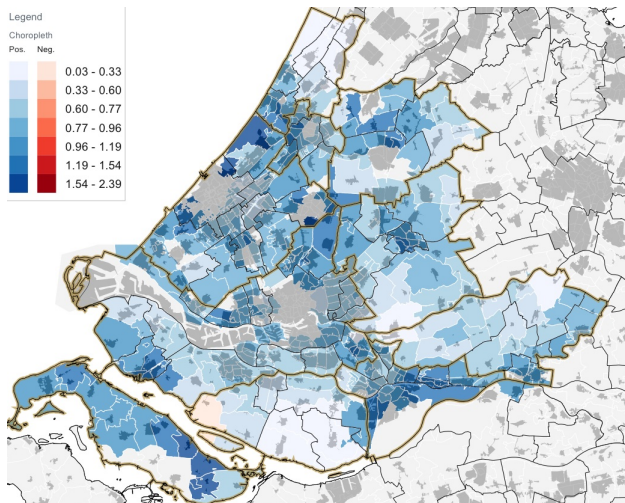 Legend
Choropleth
Pos. Neg.
0.03 - 0.33
0.33 - 0.60
0.60 - 0.77
0.77 - 0.96
0.96 - 1.19
1.19 - 1.54
1.54 - 2.39